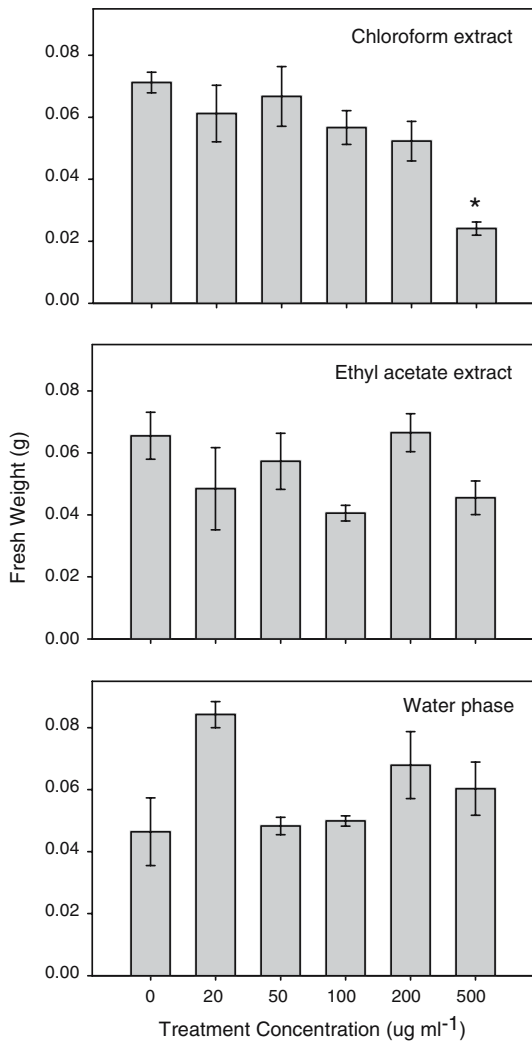 Chloroform extract
0.08
0.06
0.04
0.02
0.00
*
Ethyl acetate extract
0.08
0.06
0.04
0.02
0.00
Fresh Weight (g)
Water phase
0.08
0.06
0.04
0.02
0.00
0 20 50 100 200 500
Treatment Concentration (ug ml⁻¹)